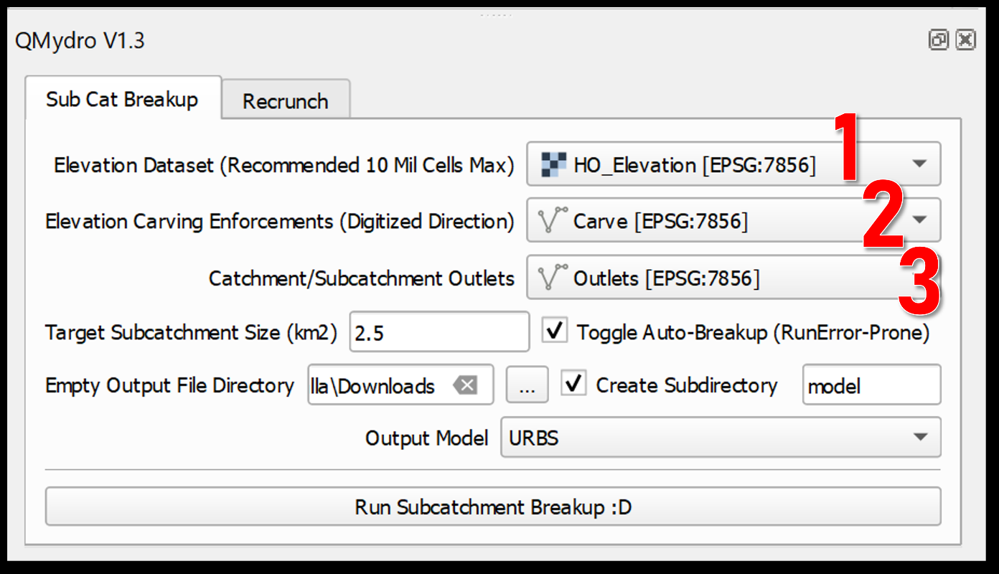 QMydro V1.3
Sub Cat Breakup Recrunch
Elevation Dataset (Recommended 10 Mil Cells Max) HO_Elevation [EPSG:7856] 1
Elevation Carving Enforcements (Digitized Direction) Carve [EPSG:7856] 2
Catchment/Subcatchment Outlets Outlets [EPSG:7856] 3
Target Subcatchment Size (km2) 2.5 Toggle Auto-Breakup (RunError-Prone)
Empty Output File Directory lla\Downloads ... Create Subdirectory model
Output Model URBS
Run Subcatchment Breakup :D